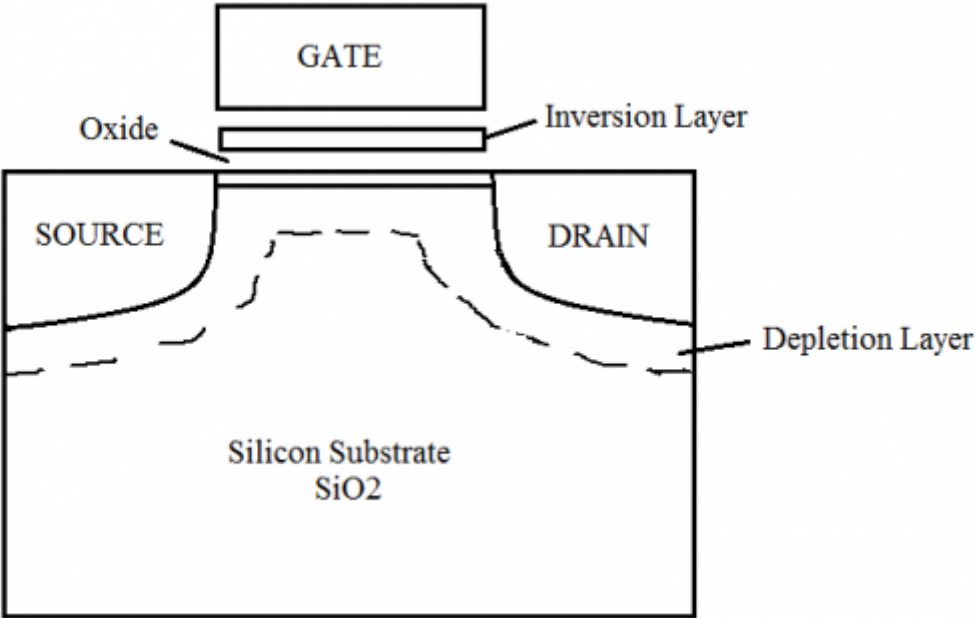 GATE
Inversion Layer
Oxide
SOURCE
DRAIN
Depletion Layer
Silicon Substrate
SiO2